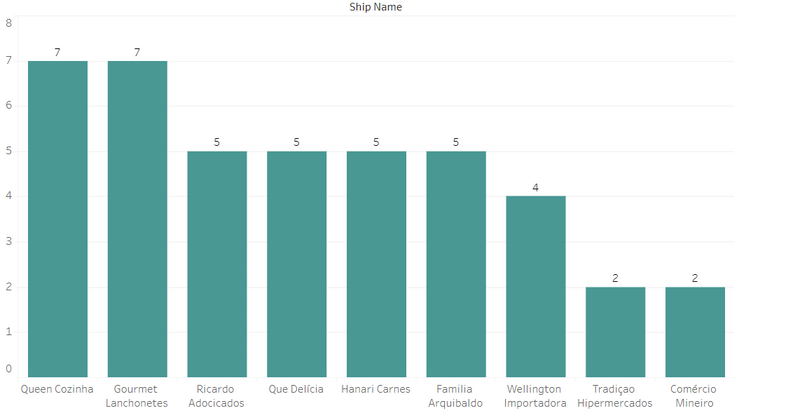 Ship Name
8
7
6
5
4
3
2
1
0
7
7
5
5
5
5
4
2
2
Queen Cozinha
Gourmet
Lanchonetes
Ricardo
Adocicados
Que Delícia
Hanari Carnes
Familia
Arquibaldo
Wellington
Importadora
Tradiçao
Hipermercados
Comércio
Mineiro